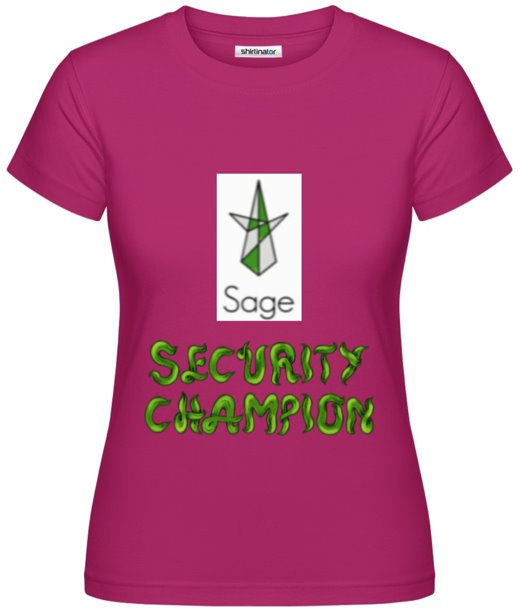 shirtinator
Sage
SECURITY
CHAMPION